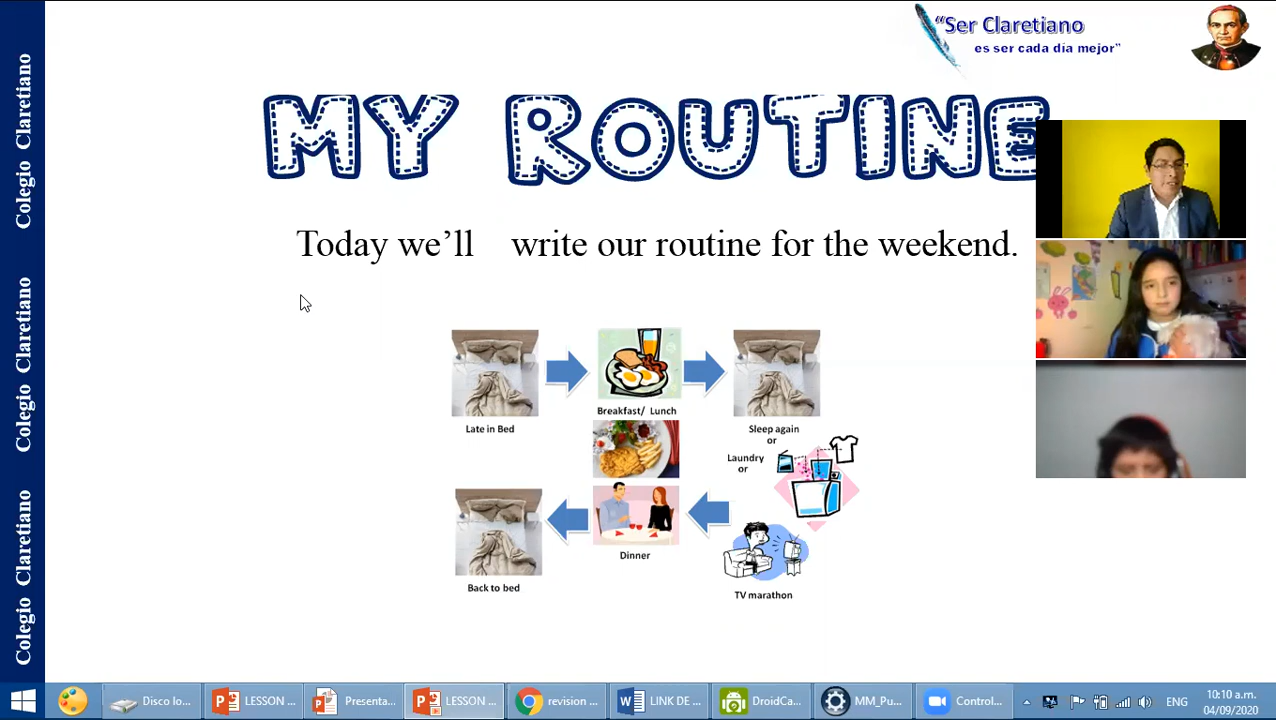 “Ser Claretiano
es ser cada día mejor”
Colegio Claretiano
Colegio Claretiano
Colegio Claretiano
MY ROUTINE
Today we’ll write our routine for the weekend.
Late in Bed
Breakfast/ Lunch
Sleep again
or
Laundry
or
TV marathon
Dinner
Back to bed
Disco lo...
LESSON ...
Presenta...
LESSON ...
revision ...
LINK DE ...
DroidCa...
MM_Pu...
Control...
ENG
10:10 a.m.
04/09/2020